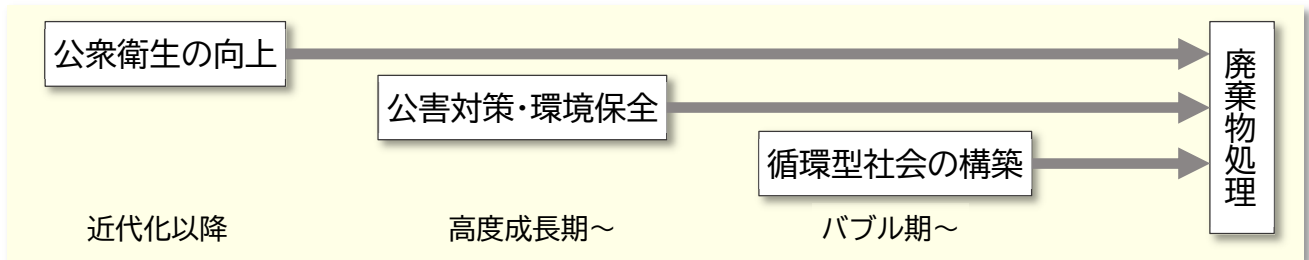 公衆衛生の向上
公害対策・環境保全
循環型社会の構築
廃棄物処理
近代化以降
高度成長期～
バブル期～